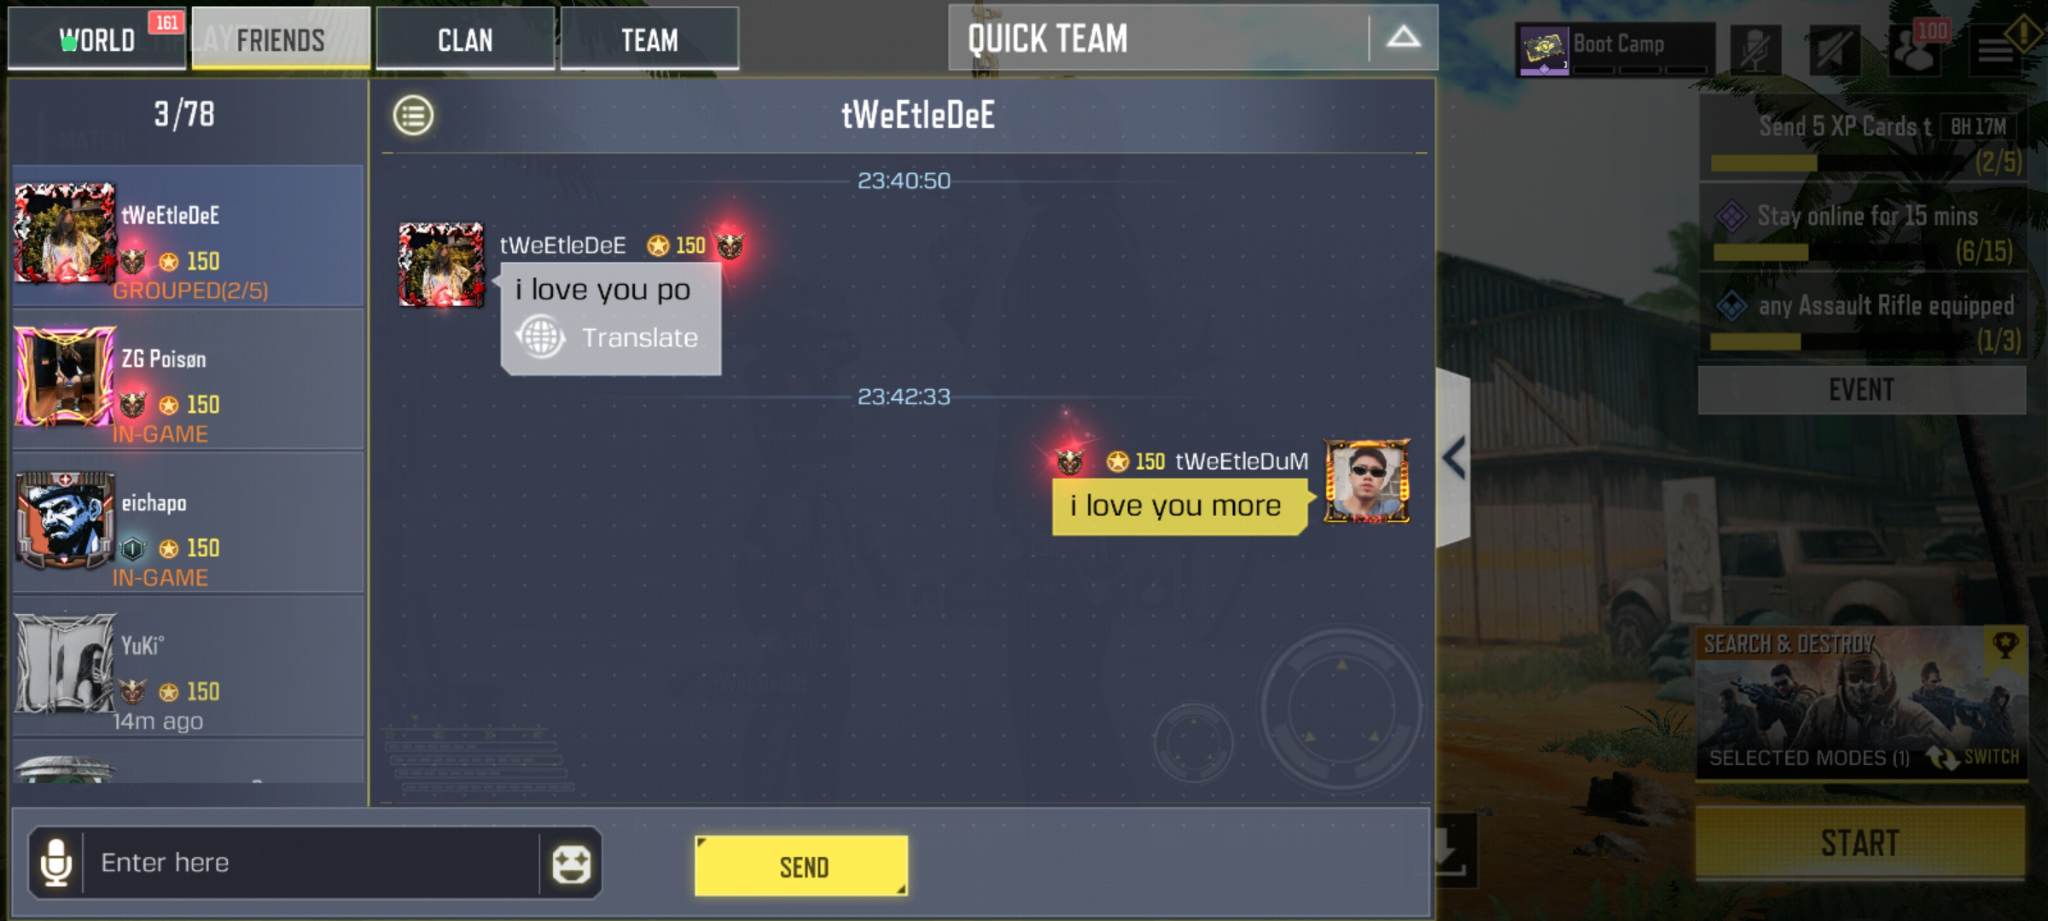 WORLD
161
FRIENDS
CLAN
TEAM
QUICK TEAM
Boot Camp
100
3/78
tWeEtleDeE
150
GROUPED(2/5)
ZG Poisøn
150
IN-GAME
eichapo
150
IN-GAME
YuKi°
150
14m ago
tWeEtleDeE
23:40:50
tWeEtleDeE 150
i love you po
Translate
23:42:33
150 tWeEtleDuM
i love you more
Enter here
SEND
Send 5 XP Cards t 8H 17M
(2/5)
Stay online for 15 mins
(6/15)
any Assault Rifle equipped
(1/3)
EVENT
SEARCH & DESTROY
SELECTED MODES (1) SWITCH
START